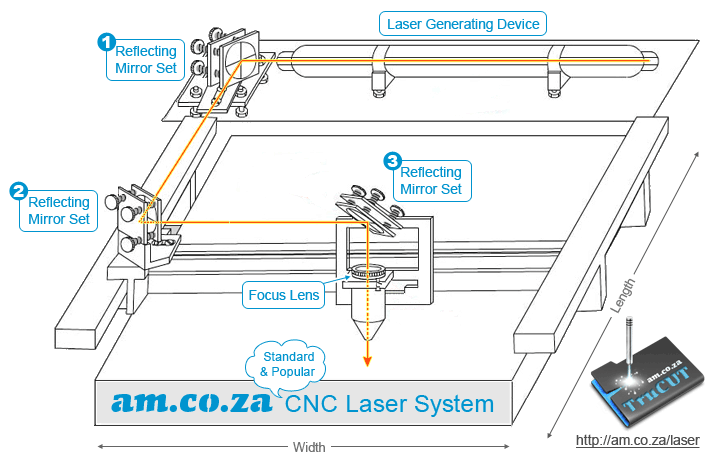 Laser Generating Device
1 Reflecting
Mirror Set
2 Reflecting
Mirror Set
3 Reflecting
Mirror Set
Focus Lens
Length
Standard
& Popular
am.co.za CNC Laser System
am.co.za
TruCUT
http://am.co.za/laser
Width